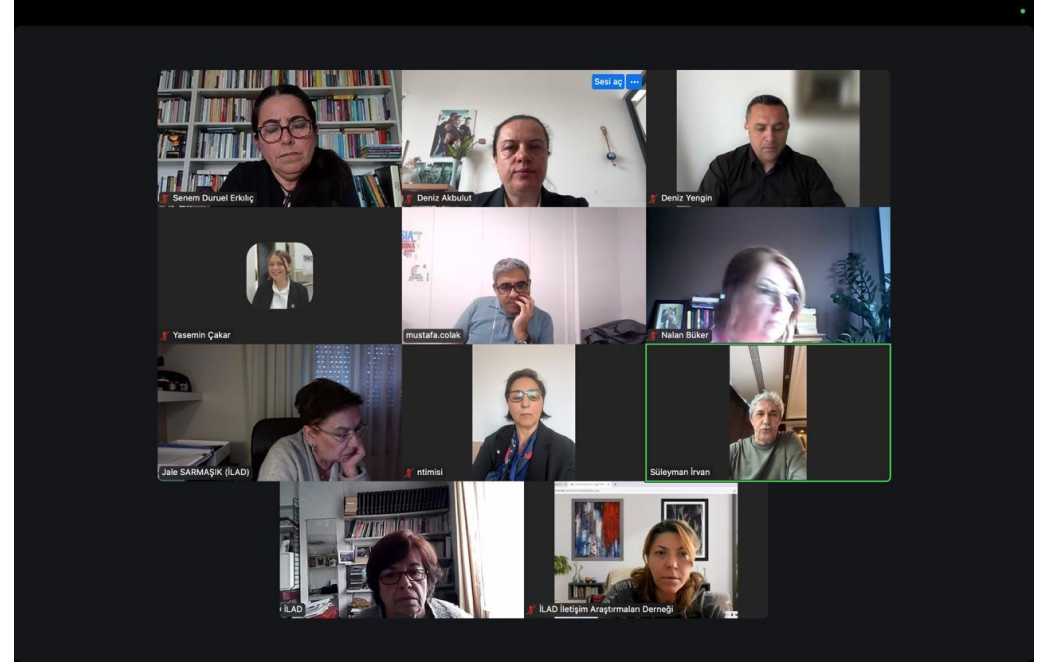 Sesi aç
Senem Duruel Erkılıç
Deniz Akbulut
Deniz Yengin
Yasemin Çakar
mustafa.colak
Nalan Büker
Jale SARMAŞIK (İLAD)
ntimisi
Süleyman İrvan
İLAD
İLAD İletişim Araştırmaları Derneği